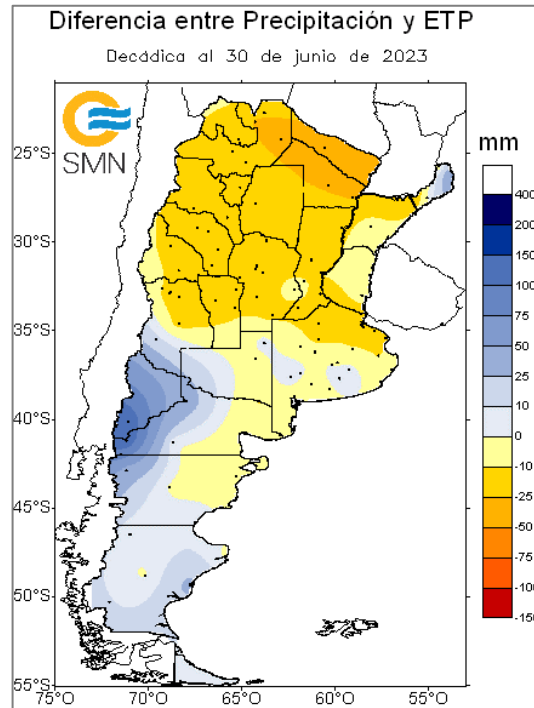 Diferencia entre Precipitación y ETP
Decádica al 30 de junio de 2023
SMN
mm
400
200
150
100
75
50
25
10
0
-10
-25
-50
-75
-100
-150
25°S
30°S
35°S
40°S
45°S
50°S
55°S
75°O
70°O
65°O
60°O
55°O